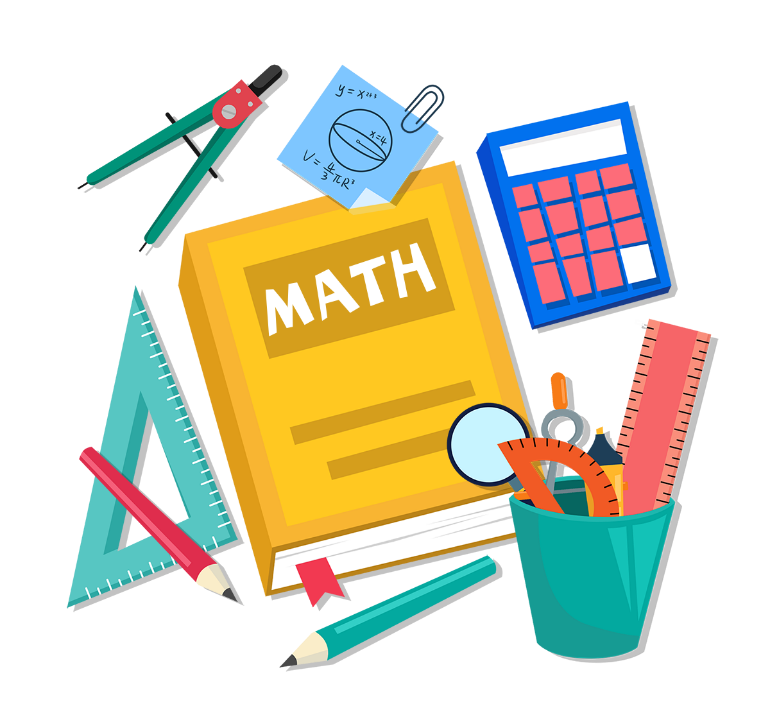 y =
x=4
V = 4/3 πR³
MATH